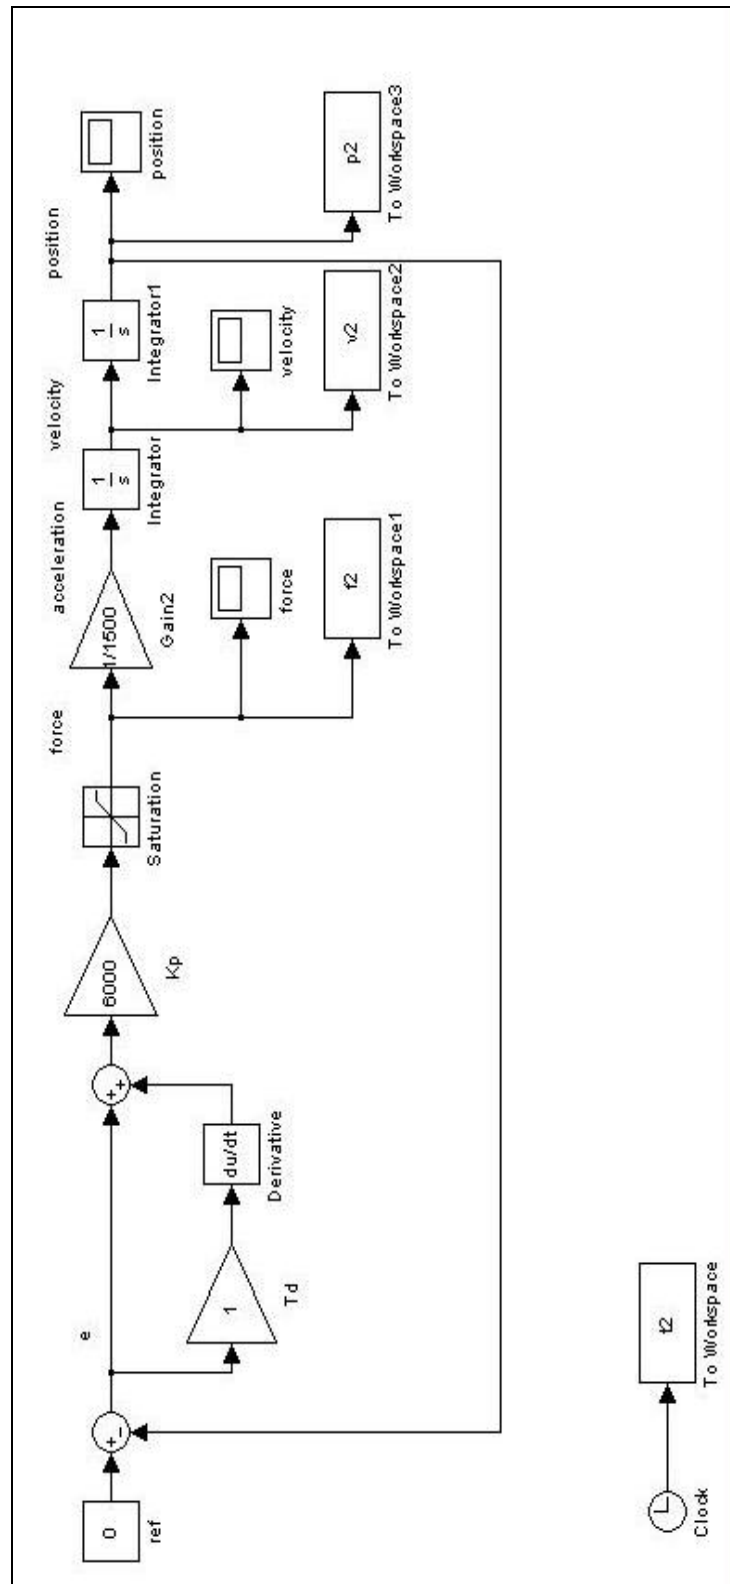 0
ref
+
-
e
1
Td
du/dt
Derivative
+
+
6000
Kp
Saturation
force
1/1500
Gain2
force
f2
To Workspace1
acceleration
1
s
Integrator
velocity
velocity
v2
To Workspace2
1
s
Integrator1
position
position
p2
To Workspace3
Clock
t2
To Workspace